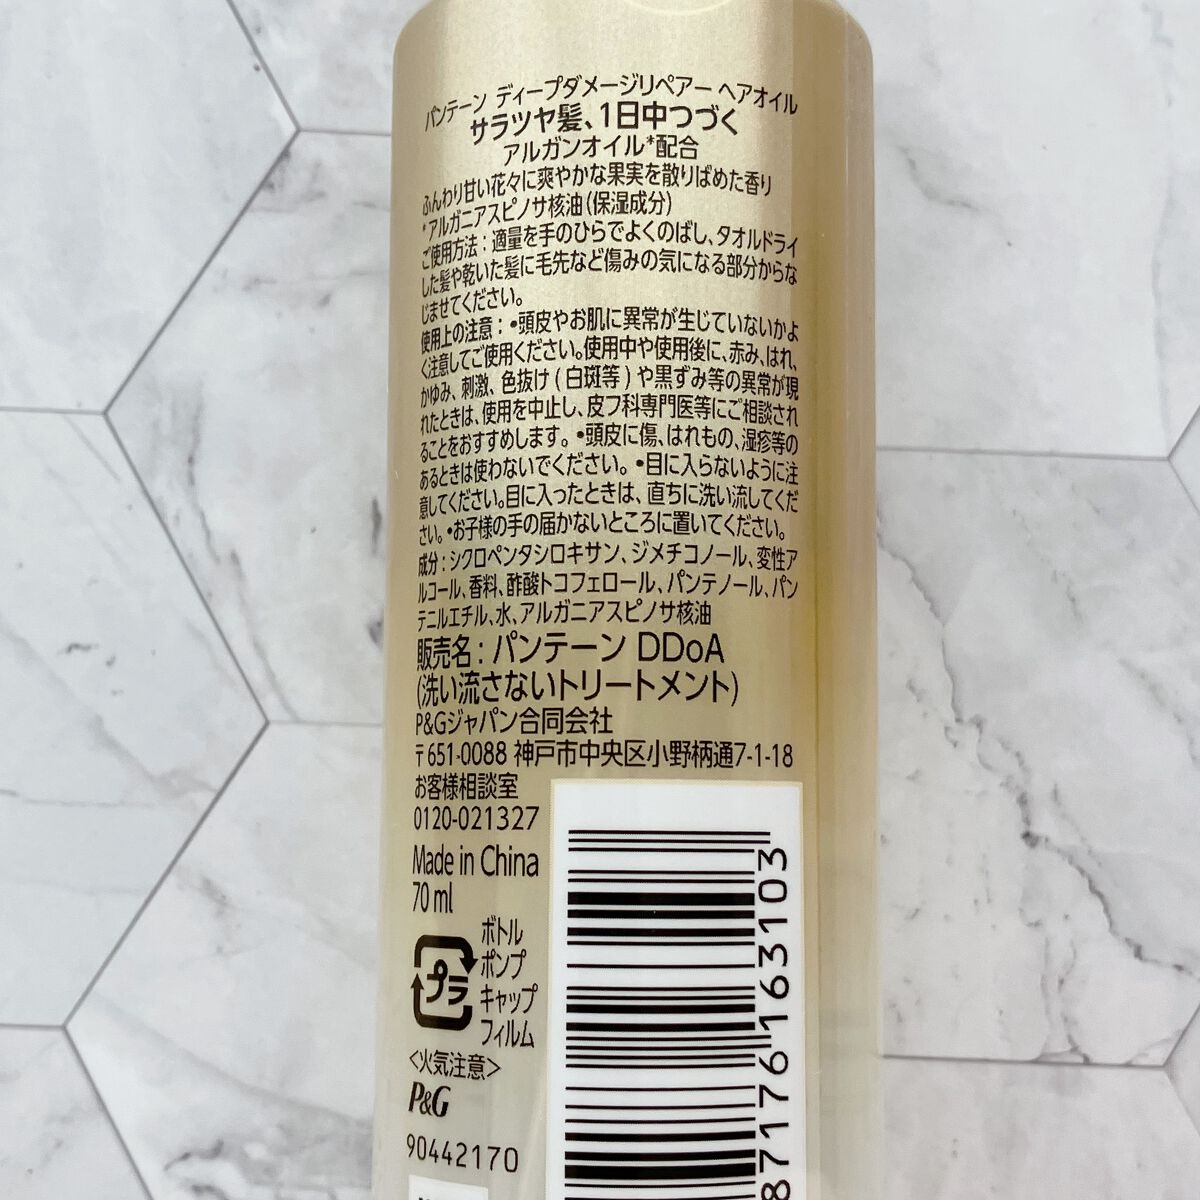 パンテーン ディープダメージリペアー ヘアオイル
サラツヤ髪、1日中つづく
アルガンオイル*配合
ふんわり甘い花々に爽やかな果実を散りばめた香り
*アルガニアスピノサ核油(保湿成分)
ご使用方法:適量を手のひらでよくのばし、タオルドライ
した髪や乾いた髪に毛先など傷みの気になる部分からな
じませてください。
使用上の注意:•頭皮やお肌に異常が生じていないかよ
く注意してご使用ください。使用中や使用後に、赤み、はれ、
かゆみ、刺激、色抜け(白斑等)や黒ずみ等の異常が現
れたときは、使用を中止し、皮フ科専門医等にご相談され
ることをおすすめします。•頭皮に傷、はれもの、湿疹等の
あるときは使わないでください。•目に入らないように注
意してください。目に入ったときは、直ちに洗い流してくだ
さい。•お子様の手の届かないところに置いてください。
成分:シクロペンタシロキサン、ジメチコノール、変性ア
ルコール、香料、酢酸トコフェロール、パンテノール、パン
テニルエチル、水、アルガニアスピノサ核油
販売名:パンテーン DDoA
(洗い流さないトリートメント)
P&Gジャパン合同会社
〒651-0088 神戸市中央区小野柄通7-1-18
お客様相談室
0120-021327
Made in China
70 ml
プラ
ボトル
ポンプ
キャップ
フィルム
<火気注意>
P&G
90442170
87176163103